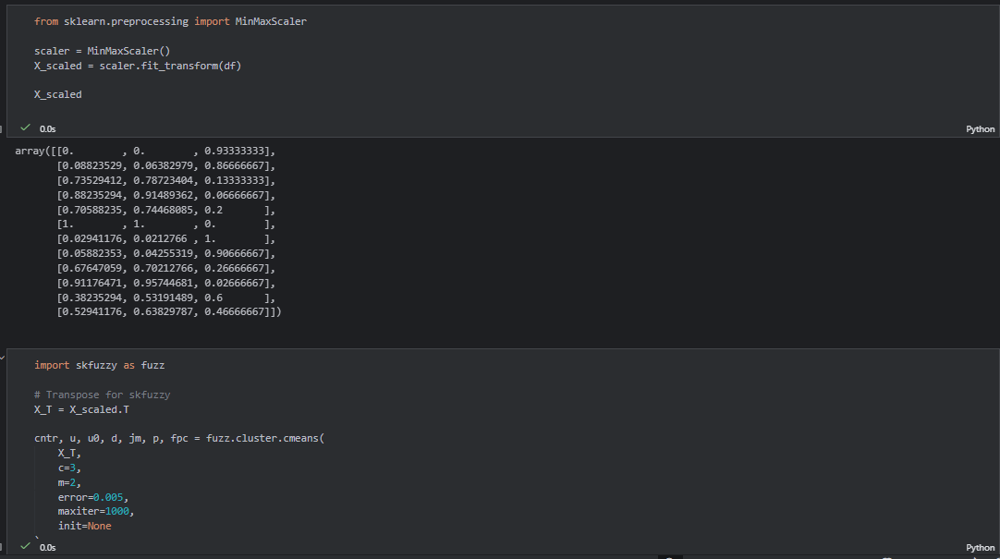 from sklearn.preprocessing import MinMaxScaler
scaler = MinMaxScaler()
X_scaled = scaler.fit_transform(df)
X_scaled
0.0s
Python
array([[0.        , 0.        , 0.93333333],
       [0.08823529, 0.06382979, 0.86666667],
       [0.73529412, 0.78723404, 0.13333333],
       [0.88235294, 0.91489362, 0.06666667],
       [0.70588235, 0.74468085, 0.2       ],
       [1.        , 1.        , 0.        ],
       [0.02941176, 0.0212766 , 1.        ],
       [0.05882353, 0.04255319, 0.90666667],
       [0.67647059, 0.70212766, 0.26666667],
       [0.91176471, 0.95744681, 0.02666667],
       [0.38235294, 0.53191489, 0.6       ],
       [0.52941176, 0.63829787, 0.46666667]])
import skfuzzy as fuzz
# Transpose for skfuzzy
X_T = X_scaled.T
cntr, u, u0, d, jm, p, fpc = fuzz.cluster.cmeans(
    X_T,
    c=3,
    m=2,
    error=0.005,
    maxiter=1000,
    init=None
0.0s
Python